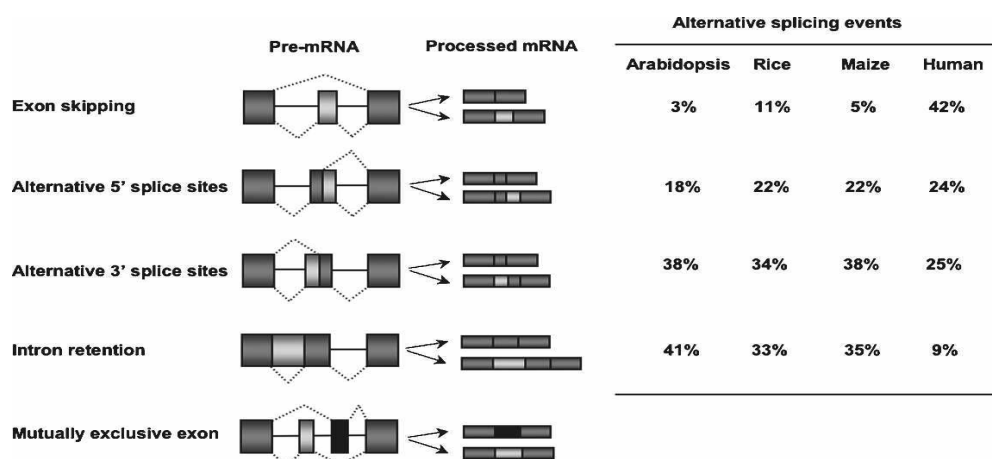 Alternative splicing events
Pre-mRNA Processed mRNA
Arabidopsis Rice Maize Human
Exon skipping 3% 11% 5% 42%
Alternative 5' splice sites 18% 22% 22% 24%
Alternative 3' splice sites 38% 34% 38% 25%
Intron retention 41% 33% 35% 9%
Mutually exclusive exon